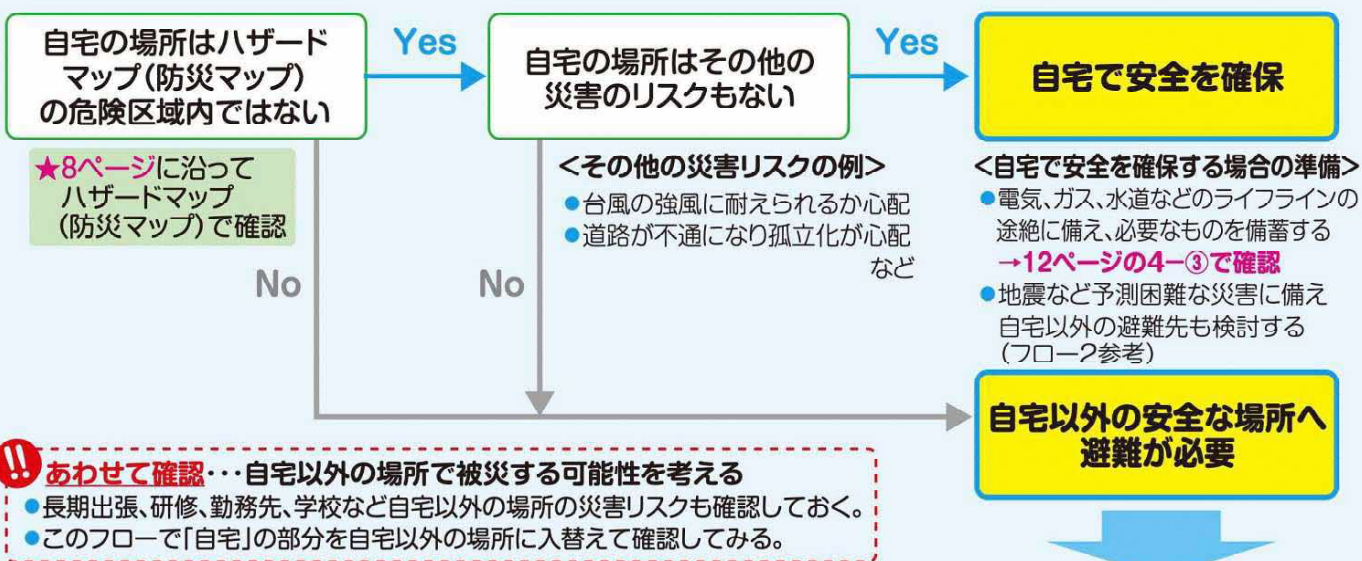 自宅の場所はハザード
マップ(防災マップ)
の危険区域内ではない
Yes
自宅の場所はその他の
災害のリスクもない
Yes
自宅で安全を確保
★8ページに沿って
ハザードマップ
(防災マップ)で確認
No
<その他の災害リスクの例>
●台風の強風に耐えられるか心配
●道路が不通になり孤立化が心配
など
No
<自宅で安全を確保する場合の準備>
●電気、ガス、水道などのライフラインの
途絶に備え、必要なものを備蓄する
→12ページの4ー③で確認
●地震など予測困難な災害に備え
自宅以外の避難先も検討する
(フロー2参考)
自宅以外の安全な場所へ
避難が必要
!! あわせて確認・・・自宅以外の場所で被災する可能性を考える
●長期出張、研修、勤務先、学校など自宅以外の場所の災害リスクも確認しておく。
●このフローで「自宅」の部分を自宅以外の場所に入替えて確認してみる。